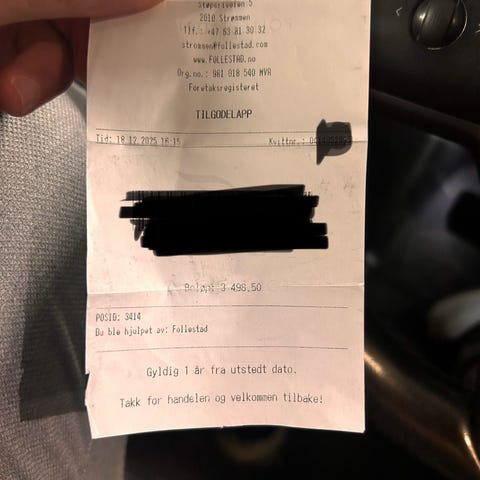 Støperiveien 5
2010 Strømmen
Tlf.: +47 63 81 30 32
strommen@follestad.com
www.FOLLESTAD.no
Org.no.: 961 018 540 MVA
Foretaksregisteret
TILGODELAPP
Tid: 18.12.2025 16:15 Kvittnr.:
Beløp: 3 498,50
POSID: 3414
Du ble hjulpet av: Follestad
Gyldig 1 år fra utstedt dato.
Takk for handelen og velkommen tilbake!